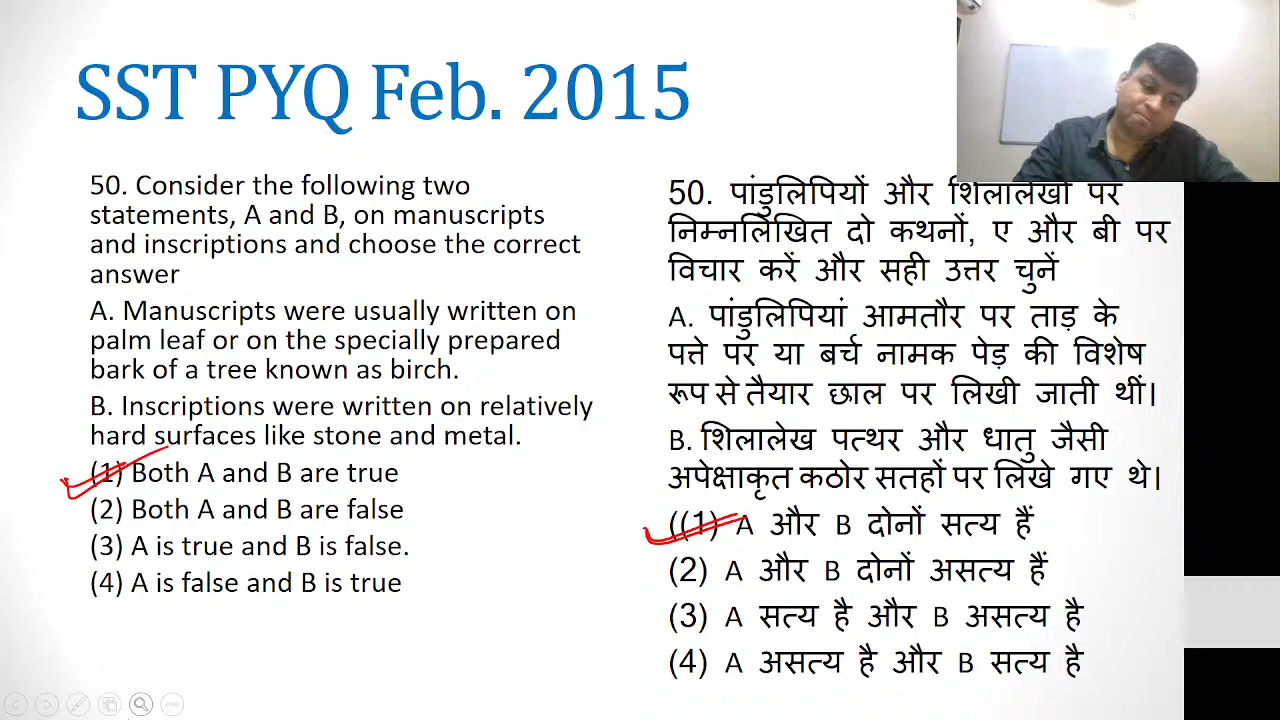 SST PYQ Feb. 2015
50. Consider the following two
statements, A and B, on manuscripts
and inscriptions and choose the correct
answer
A. Manuscripts were usually written on
palm leaf or on the specially prepared
bark of a tree known as birch.
B. Inscriptions were written on relatively
hard surfaces like stone and metal.
(1) Both A and B are true
(2) Both A and B are false
(3) A is true and B is false.
(4) A is false and B is true
50. पांडुलिपियों और शिलालेखों पर
निम्नलिखित दो कथनों, ए और बी पर
विचार करें और सही उत्तर चुनें
A. पांडुलिपियां आमतौर पर ताड़ के
पत्ते पर या बर्च नामक पेड़ की विशेष
रूप से तैयार छाल पर लिखी जाती थीं।
B. शिलालेख पत्थर और धातु जैसी
अपेक्षाकृत कठोर सतहों पर लिखे गए थे।
((1) A और B दोनों सत्य हैं
(2) A और B दोनों असत्य हैं
(3) A सत्य है और B असत्य है
(4) A असत्य है और B सत्य है